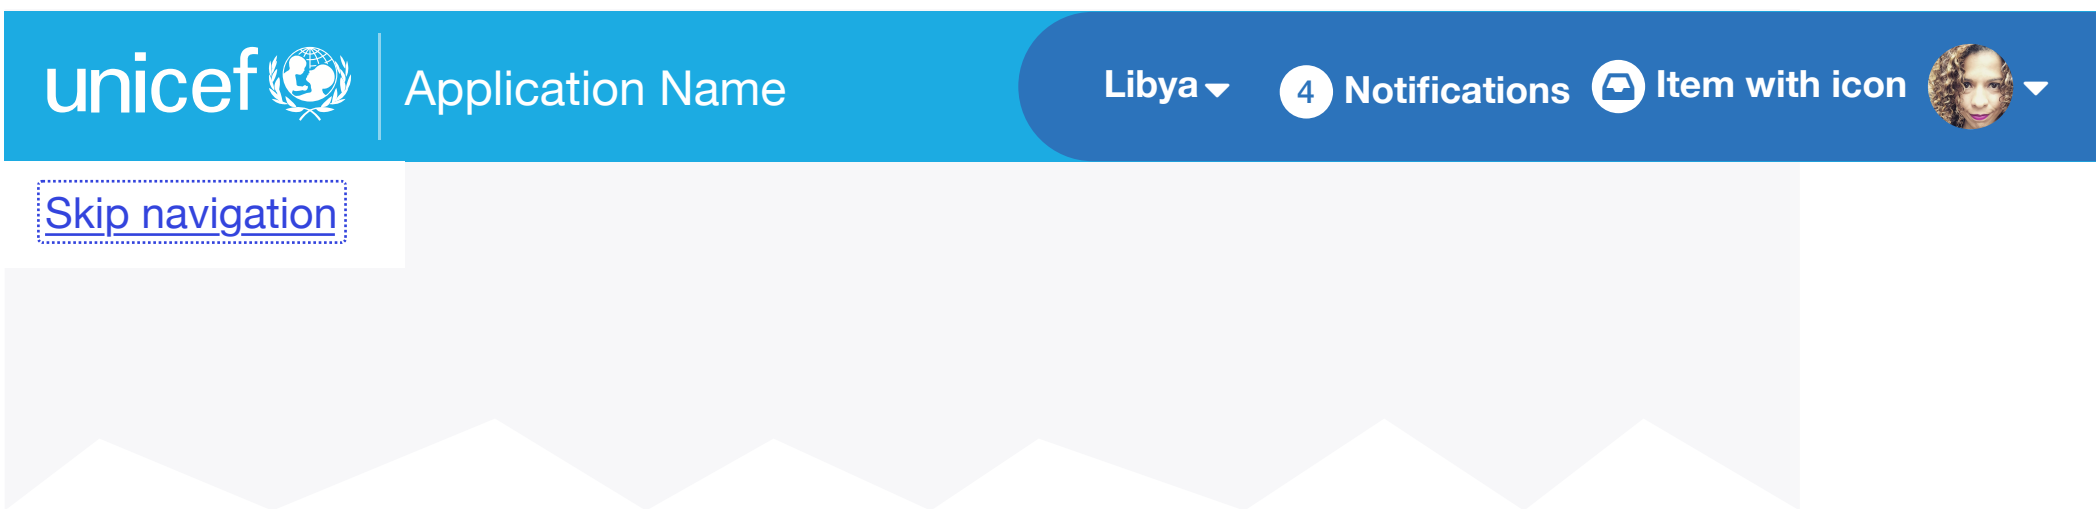 unicef
Application Name
Libya
4 Notifications
Item with icon
Skip navigation